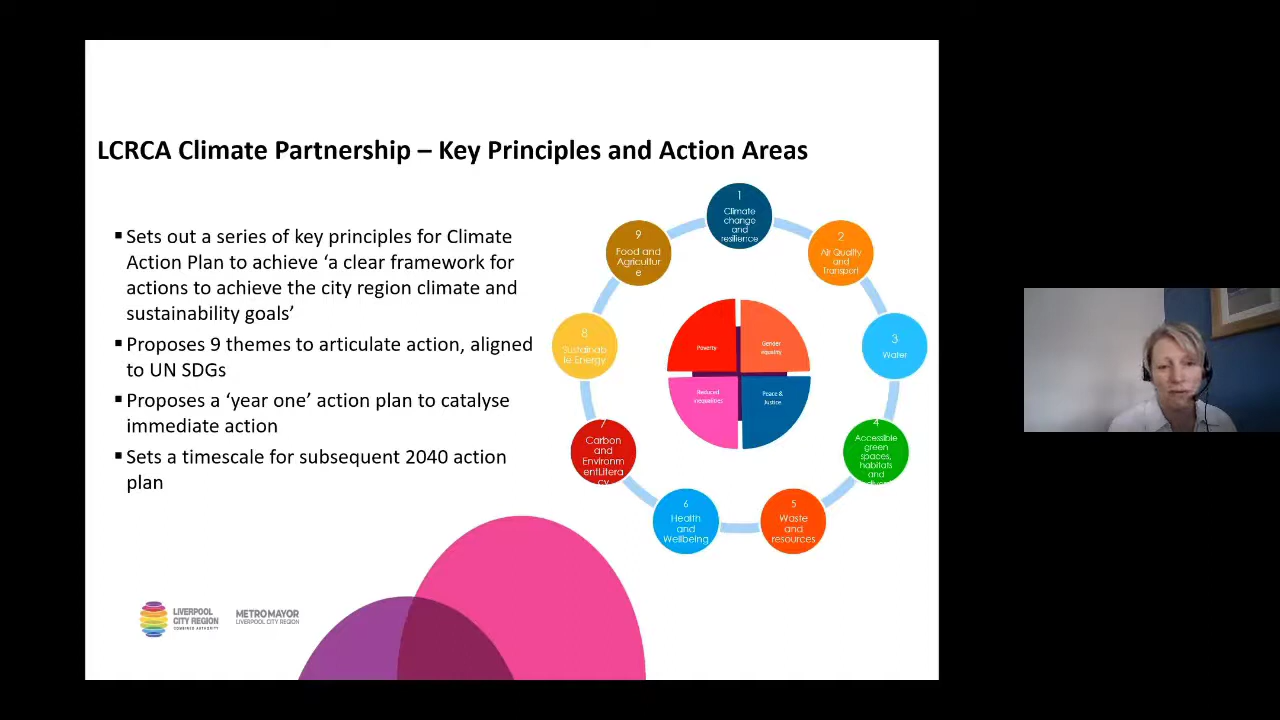 LCRCA Climate Partnership – Key Principles and Action Areas
▪ Sets out a series of key principles for Climate
Action Plan to achieve ‘a clear framework for
actions to achieve the city region climate and
sustainability goals’
▪ Proposes 9 themes to articulate action, aligned
to UN SDGs
▪ Proposes a ‘year one’ action plan to catalyse
immediate action
▪ Sets a timescale for subsequent 2040 action
plan
1
Climate
change
and
resilience
2
Air Quality
and
Transport
3
Water
4
Accessible
green
spaces,
habitats
and
5
Waste
and
resources
6
Health
and
Wellbeing
7
Carbon
and
Environm
entLitera
cy
8
Sustainab
le Energy
9
Food and
Agricultur
e
Poverty
Gender
equality
Reduced
inequalities
Peace &
Justice
LIVERPOOL
CITY REGION
COMBINED AUTHORITY
METRO MAYOR
LIVERPOOL CITY REGION